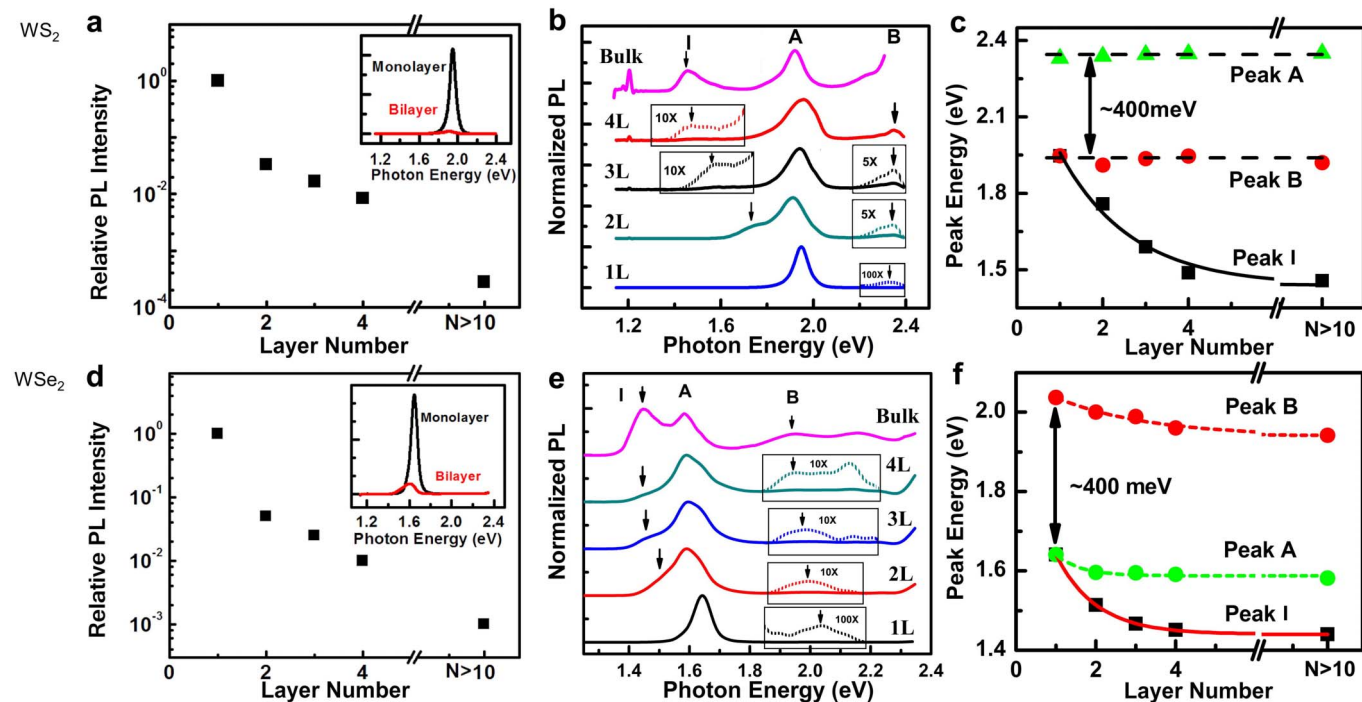 WS₂
a
Relative PL Intensity
10⁰
10⁻²
10⁻⁴
0
2
4
N>10
Layer Number
Monolayer
Bilayer
1.2 1.6 2.0 2.4
Photon Energy (eV)
b
Normalized PL
I
A
B
Bulk
4L
10X
3L
10X
5X
2L
5X
1L
100X
1.2
1.6
2.0
2.4
Photon Energy (eV)
c
Peak Energy (eV)
2.4
2.1
1.8
1.5
Peak A
~400meV
Peak B
Peak I
0
2
4
N>10
Layer Number
WSe₂
d
Relative PL Intensity
10⁰
10⁻¹
10⁻²
10⁻³
0
2
4
N>10
Layer Number
Monolayer
Bilayer
1.2 1.6 2.0 2.4
Photon Energy (eV)
e
Normalized PL
I
A
B
Bulk
10X
4L
10X
3L
10X
2L
100X
1L
1.4
1.6
1.8
2.0
2.2
2.4
Photon Energy (eV)
f
Peak Energy (eV)
2.0
1.8
1.6
1.4
Peak B
~400 meV
Peak A
Peak I
0
2
4
N>10
Layer Number